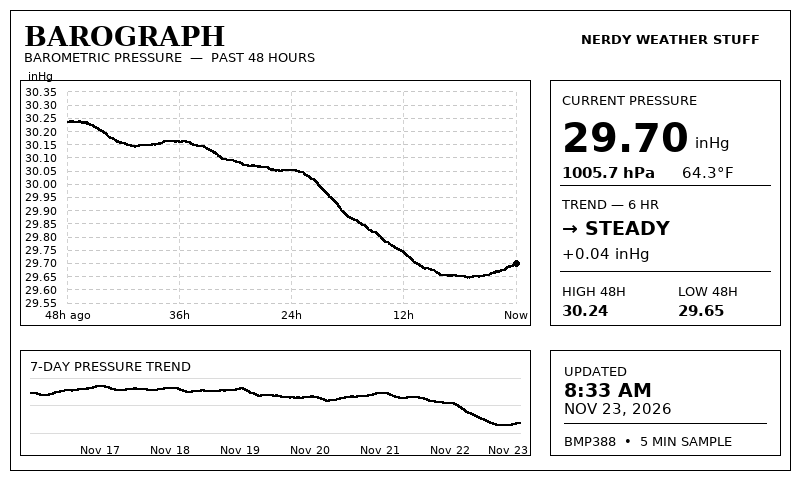 BAROGRAPH
BAROMETRIC PRESSURE — PAST 48 HOURS
NERDY WEATHER STUFF
inHg
30.35
30.25
30.20
30.15
30.10
30.05
30.00
29.95
29.90
29.85
29.80
29.75
29.70
29.65
29.60
29.55
48h ago 36h 24h 12h Now
CURRENT PRESSURE
29.70 inHg
1005.7 hPa 64.3°F
TREND — 6 HR
→ STEADY
+0.04 inHg
HIGH 48H LOW 48H
30.24 29.65
7-DAY PRESSURE TREND
Nov 17 Nov 18 Nov 19 Nov 20 Nov 21 Nov 22 Nov 23
UPDATED
8:33 AM
NOV 23, 2026
BMP388 • 5 MIN SAMPLE